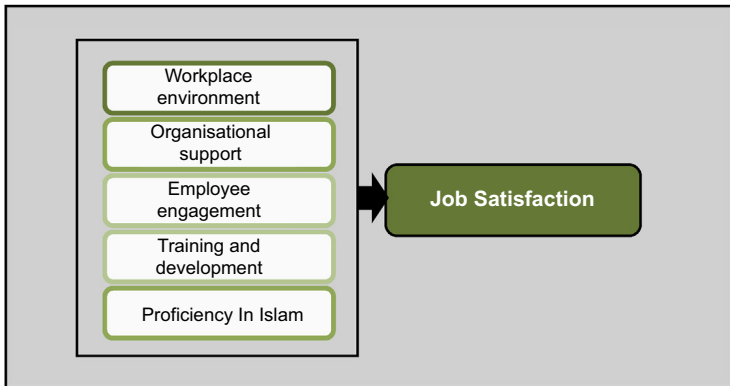 Workplace
environment
Organisational
support
Employee
engagement
Training and
development
Proficiency In Islam
Job Satisfaction